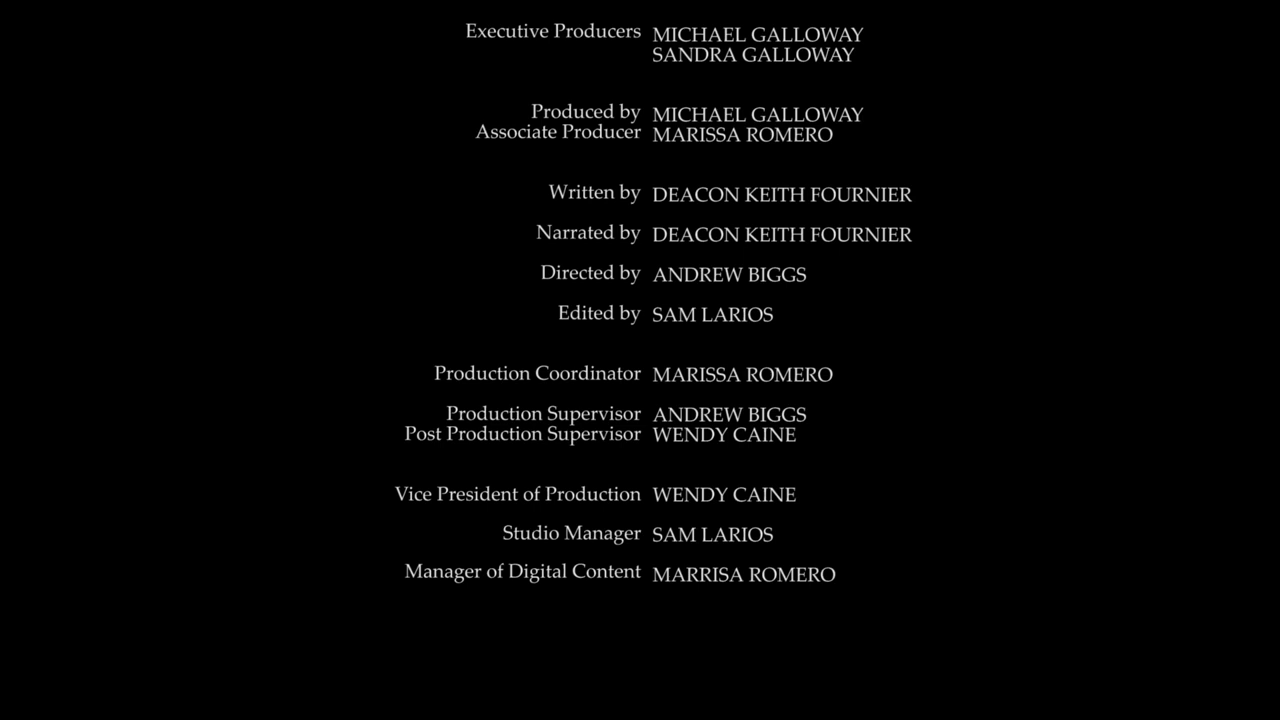 Executive Producers MICHAEL GALLOWAY
SANDRA GALLOWAY
Produced by MICHAEL GALLOWAY
Associate Producer MARISSA ROMERO
Written by DEACON KEITH FOURNIER
Narrated by DEACON KEITH FOURNIER
Directed by ANDREW BIGGS
Edited by SAM LARIOS
Production Coordinator MARISSA ROMERO
Production Supervisor ANDREW BIGGS
Post Production Supervisor WENDY CAINE
Vice President of Production WENDY CAINE
Studio Manager SAM LARIOS
Manager of Digital Content MARRISA ROMERO